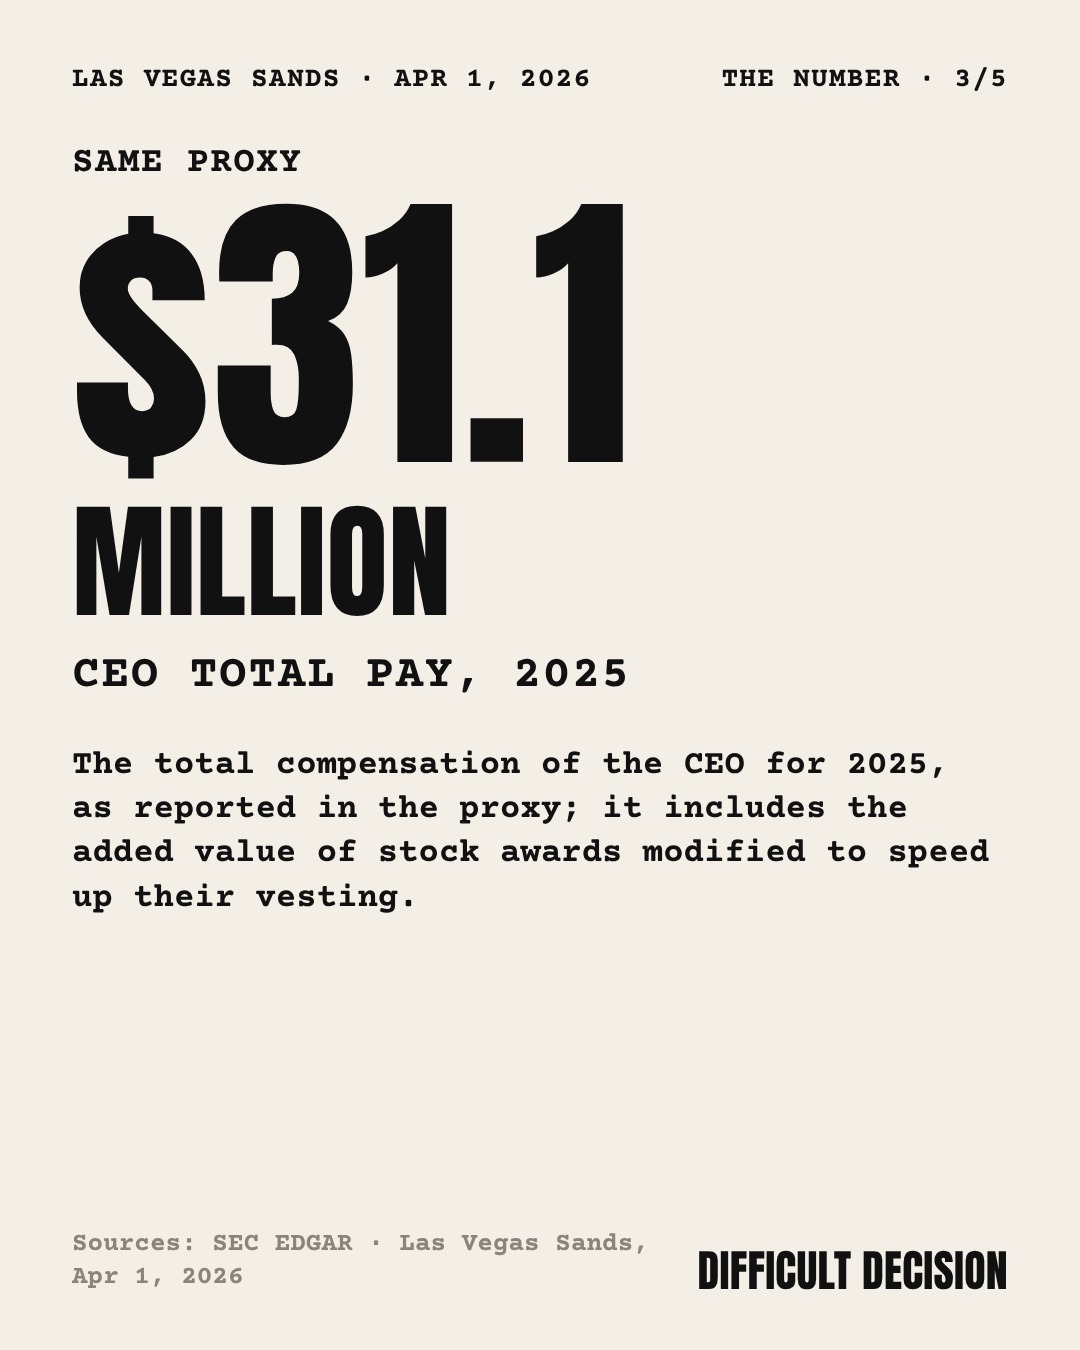 LAS VEGAS SANDS · APR 1, 2026
THE NUMBER · 3/5
SAME PROXY
$31.1
MILLION
CEO TOTAL PAY, 2025
The total compensation of the CEO for 2025,
as reported in the proxy; it includes the
added value of stock awards modified to speed
up their vesting.
Sources: SEC EDGAR · Las Vegas Sands,
Apr 1, 2026
DIFFICULT DECISION